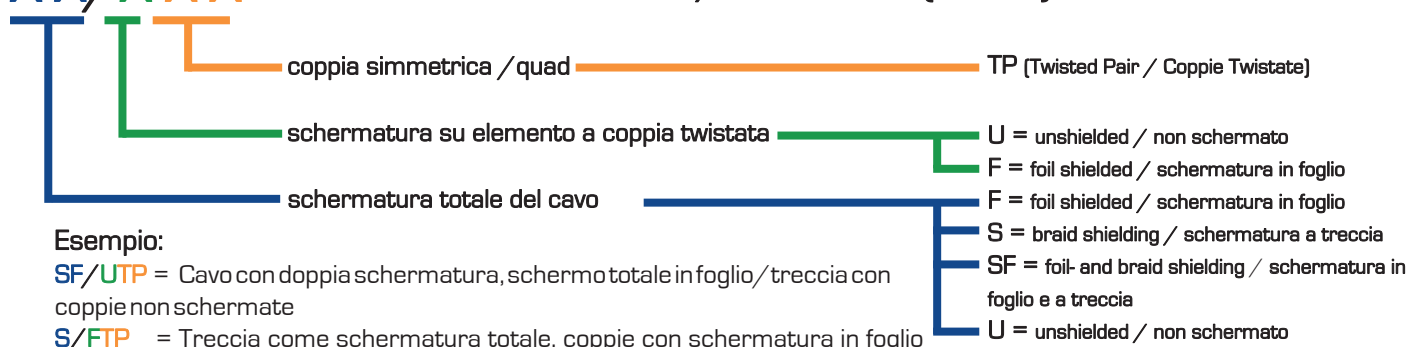 coppia simmetrica / quad TP (Twisted Pair / Coppie Twistate)
schermatura su elemento a coppia twistata U = unshielded / non schermato
F = foil shielded / schermatura in foglio
schermatura totale del cavo F = foil shielded / schermatura in foglio
S = braid shielding / schermatura a treccia
SF = foil- and braid shielding / schermatura in
foglio e a treccia
U = unshielded / non schermato
Esempio:
SF/UTP = Cavo con doppia schermatura, schermo totale in foglio/treccia con
coppie non schermate
S/FTP = Treccia come schermatura totale, coppie con schermatura in foglio